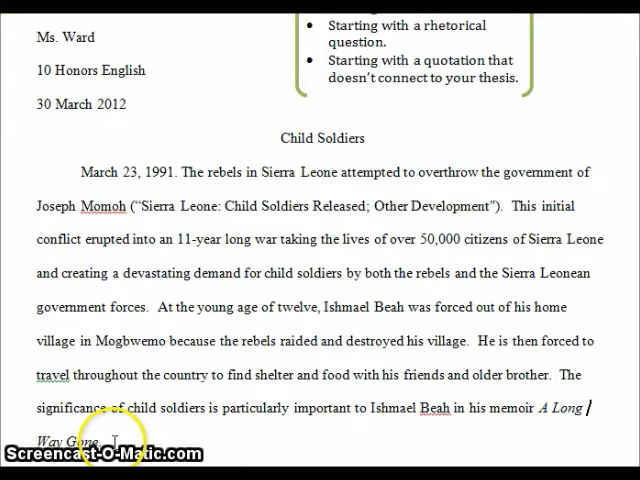 • Starting with a rhetorical
question.
• Starting with a quotation that
doesn't connect to your thesis.
Ms. Ward
10 Honors English
30 March 2012
Child Soldiers
March 23, 1991. The rebels in Sierra Leone attempted to overthrow the government of
Joseph Momoh (“Sierra Leone: Child Soldiers Released; Other Development”). This initial
conflict erupted into an 11-year long war taking the lives of over 50,000 citizens of Sierra Leone
and creating a devastating demand for child soldiers by both the rebels and the Sierra Leonean
government forces. At the young age of twelve, Ishmael Beah was forced out of his home
village in Mogbwemo because the rebels raided and destroyed his village. He is then forced to
travel throughout the country to find shelter and food with his friends and older brother. The
significance of child soldiers is particularly important to Ishmael Beah in his memoir A Long
Way Gone.
Screencast-O-Matic.com